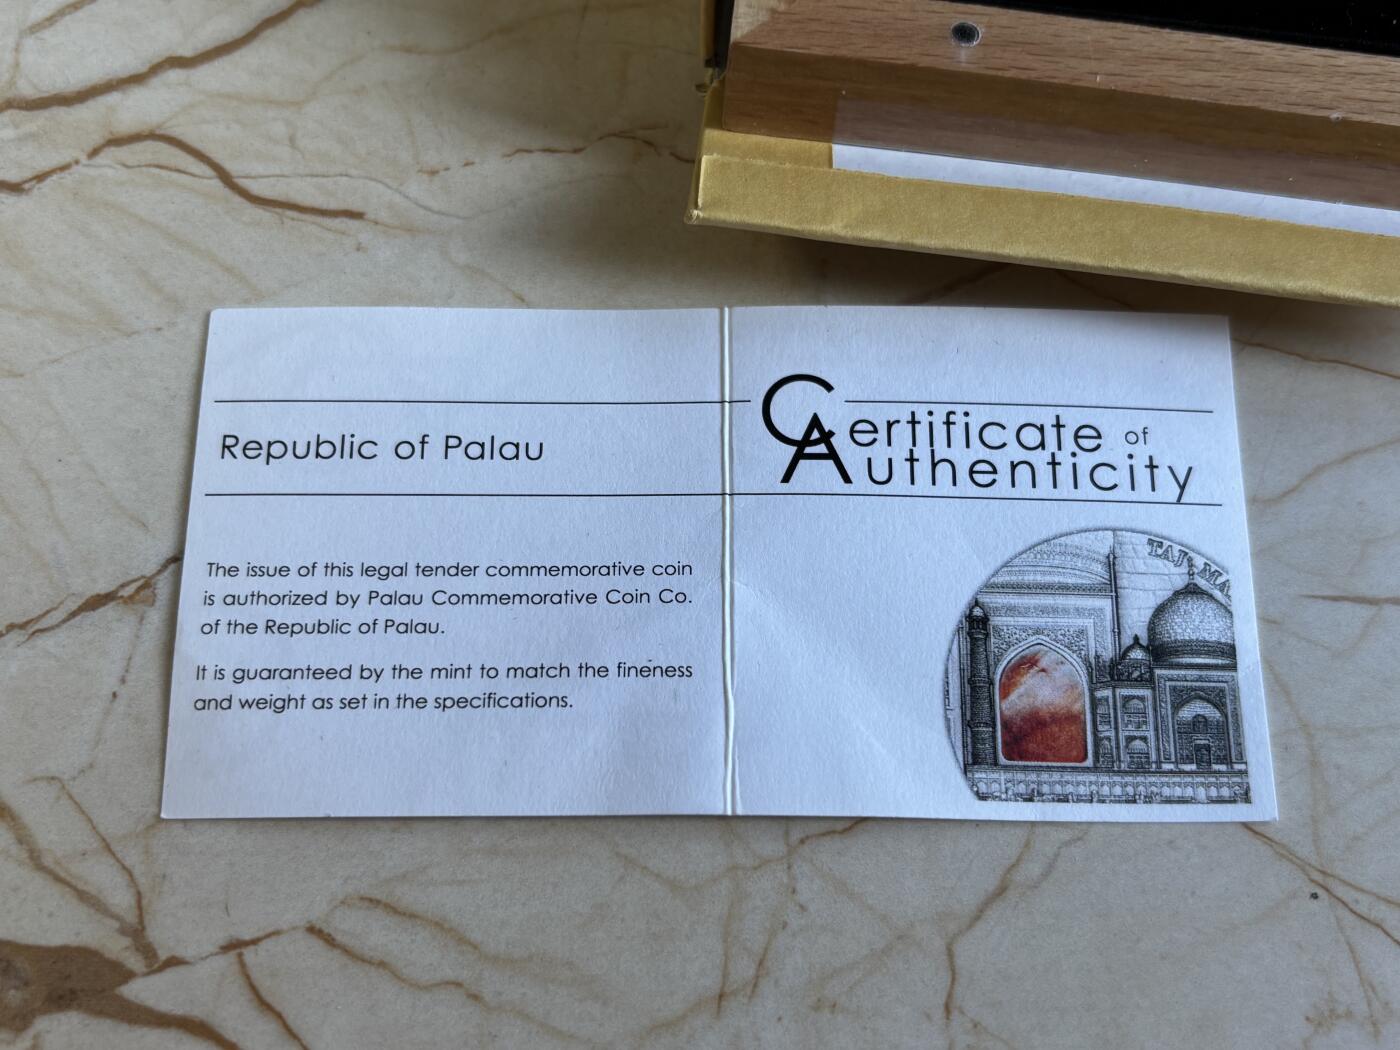 Republic of Palau
The issue of this legal tender commemorative coin
is authorized by Palau Commemorative Coin Co.
of the Republic of Palau.
It is guaranteed by the mint to match the fineness
and weight as set in the specifications.
Certificate of
Authenticity
TAJ MA